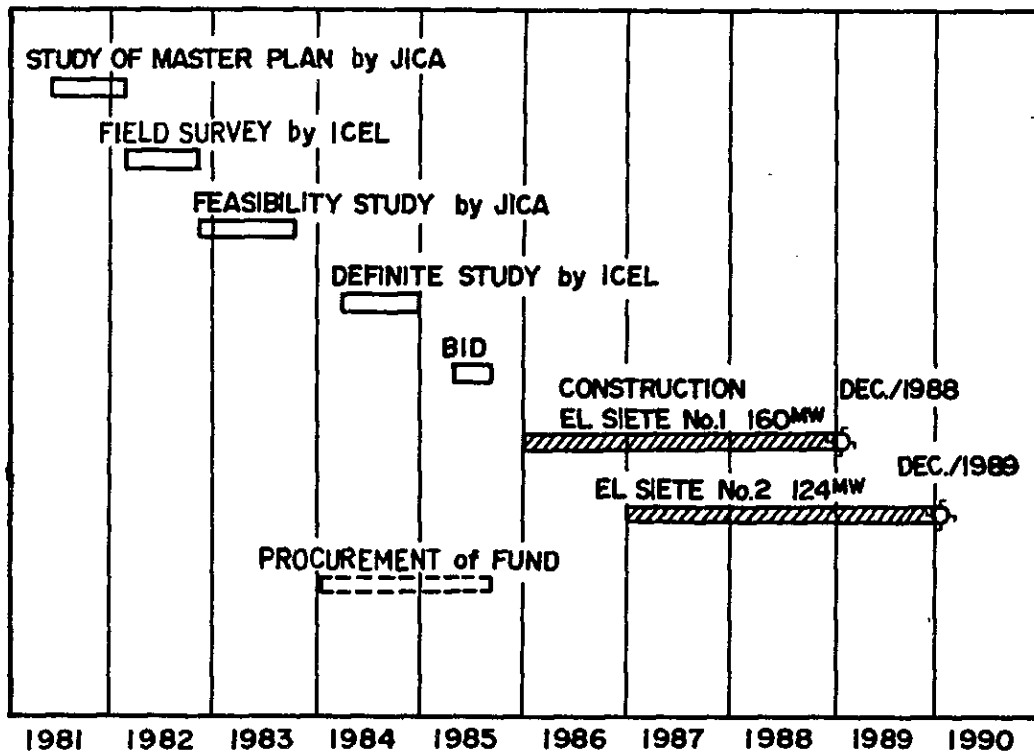 STUDY OF MASTER PLAN by JICA
FIELD SURVEY by ICEL
FEASIBILITY STUDY by JICA
DEFINITE STUDY by ICEL
BID
CONSTRUCTION DEC./1988
EL SIETE No.1 160MW
DEC./1989
EL SIETE No.2 124MW
PROCUREMENT of FUND
1981 1982 1983 1984 1985 1986 1987 1988 1989 1990